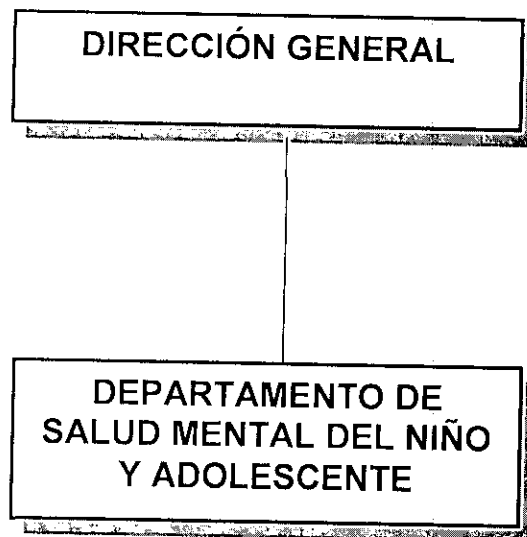 DIRECCIÓN GENERAL
DEPARTAMENTO DE
SALUD MENTAL DEL NIÑO
Y ADOLESCENTE